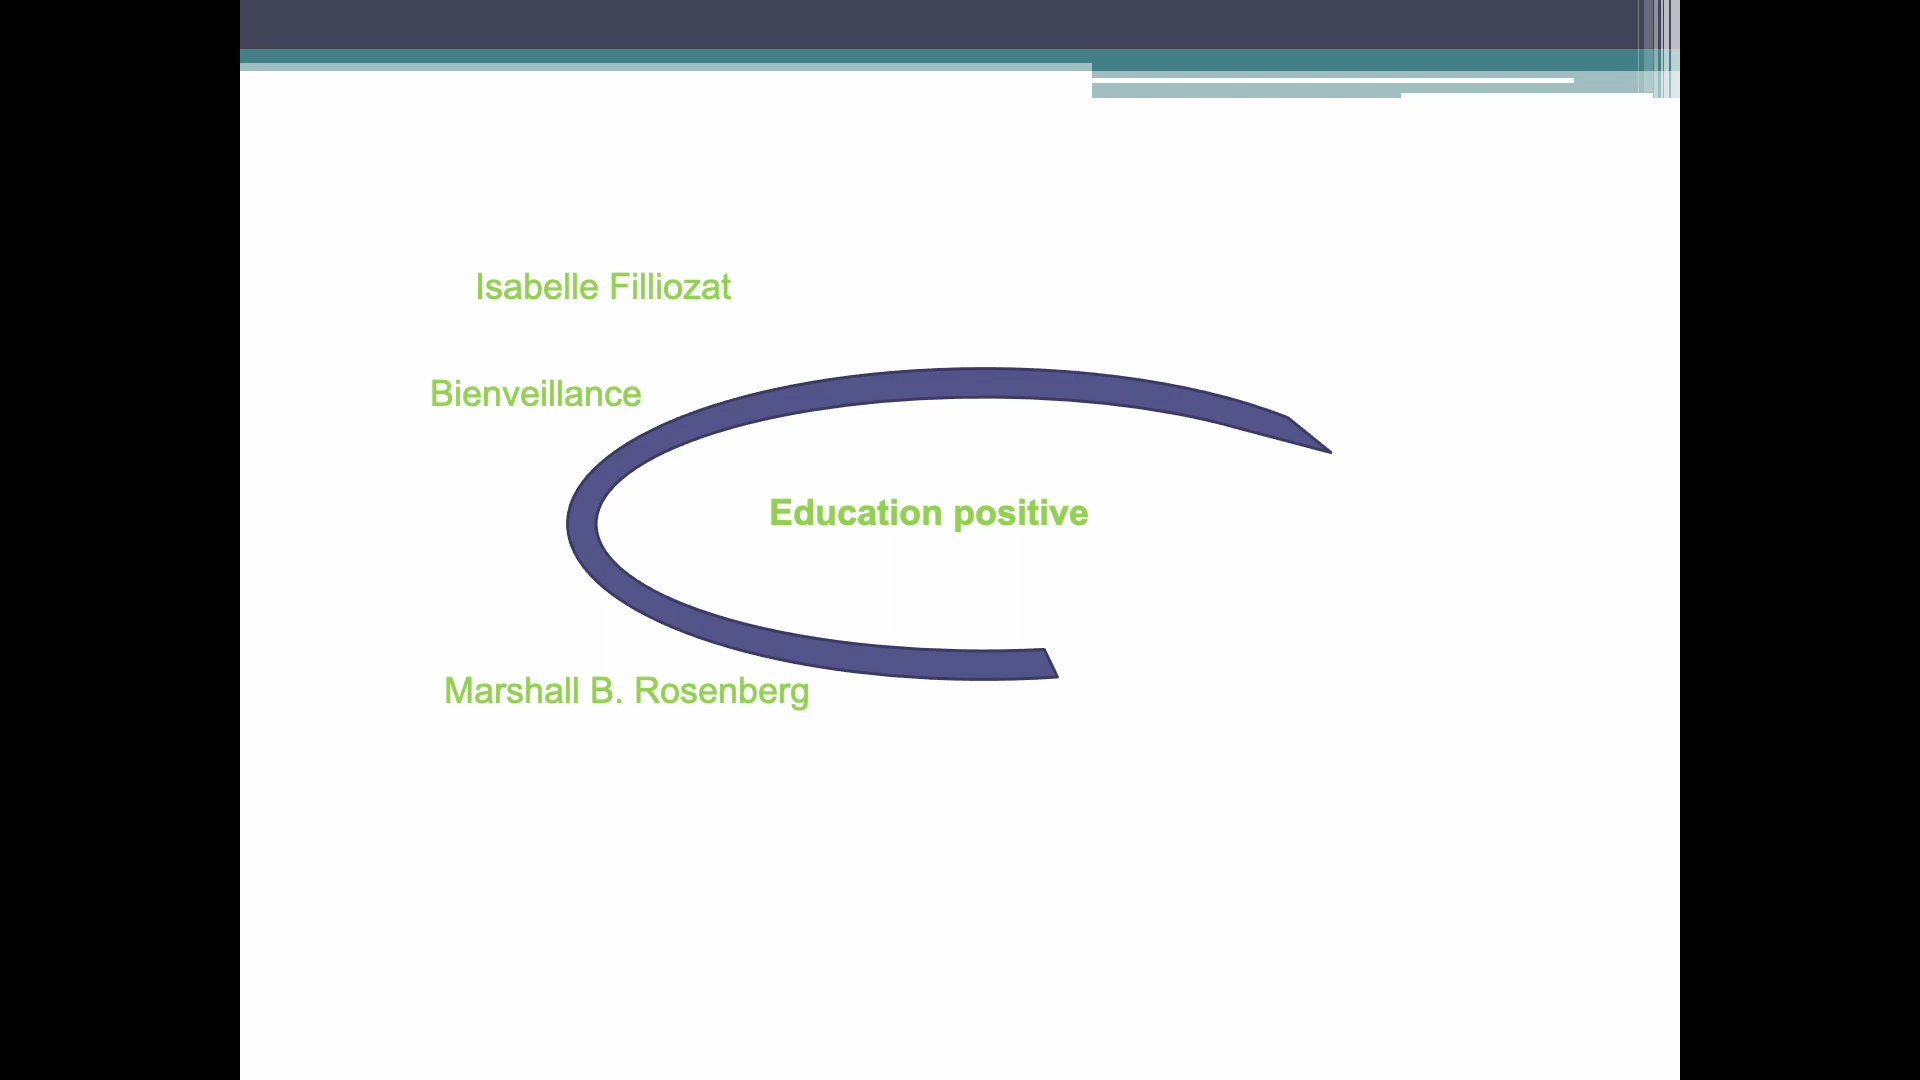 Isabelle Filliozat
Bienveillance
Education positive
Marshall B. Rosenberg